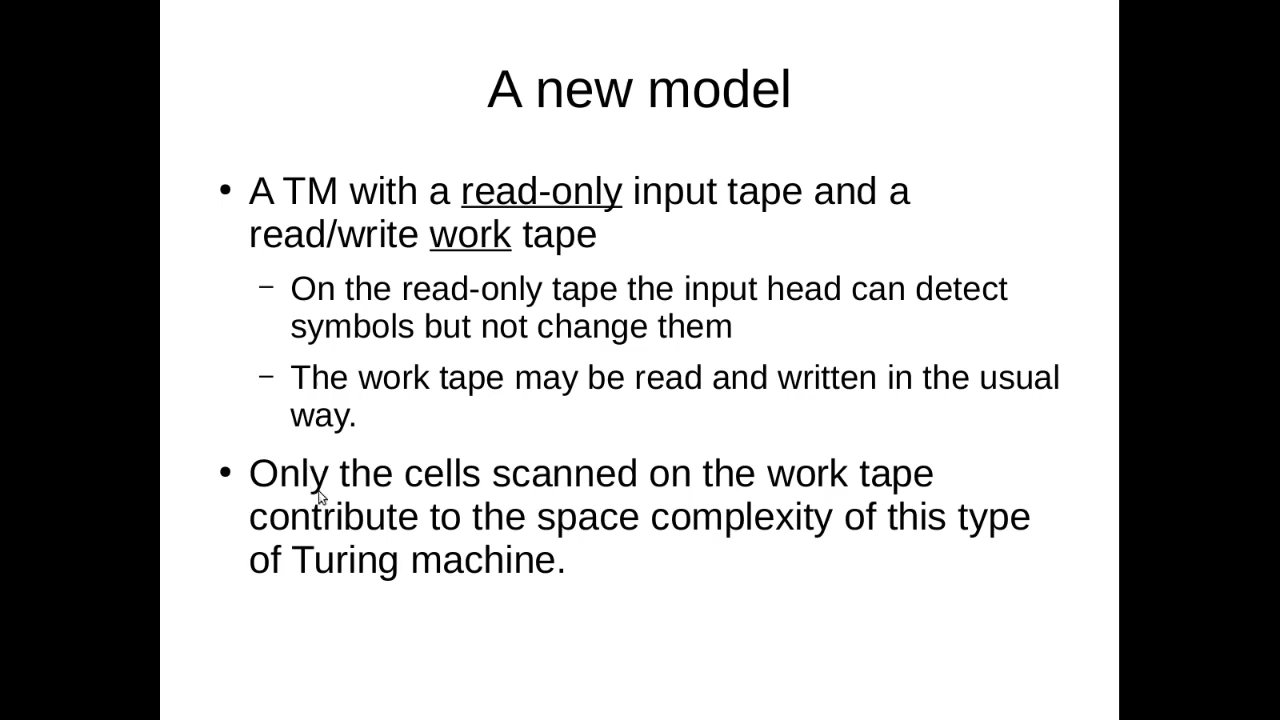 A new model
• A TM with a read-only input tape and a
read/write work tape
– On the read-only tape the input head can detect
symbols but not change them
– The work tape may be read and written in the usual
way.
• Only the cells scanned on the work tape
contribute to the space complexity of this type
of Turing machine.